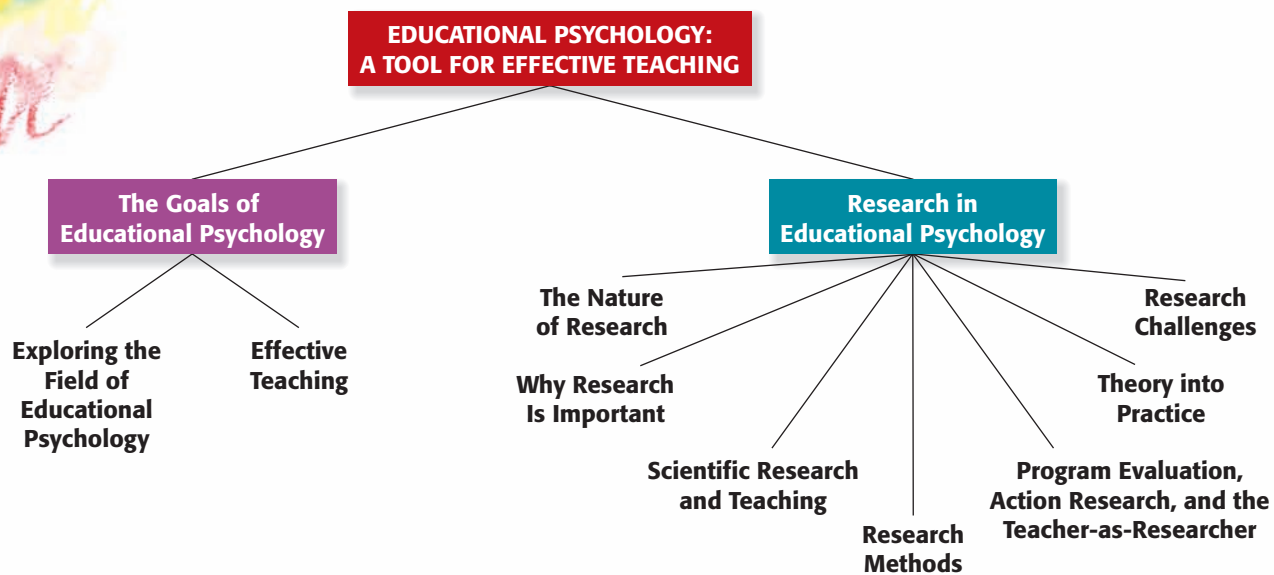 EDUCATIONAL PSYCHOLOGY:
A TOOL FOR EFFECTIVE TEACHING
The Goals of
Educational Psychology
Exploring the
Field of
Educational
Psychology
Effective
Teaching
Research in
Educational Psychology
The Nature
of Research
Why Research
Is Important
Scientific Research
and Teaching
Research
Methods
Program Evaluation,
Action Research, and the
Teacher-as-Researcher
Theory into
Practice
Research
Challenges